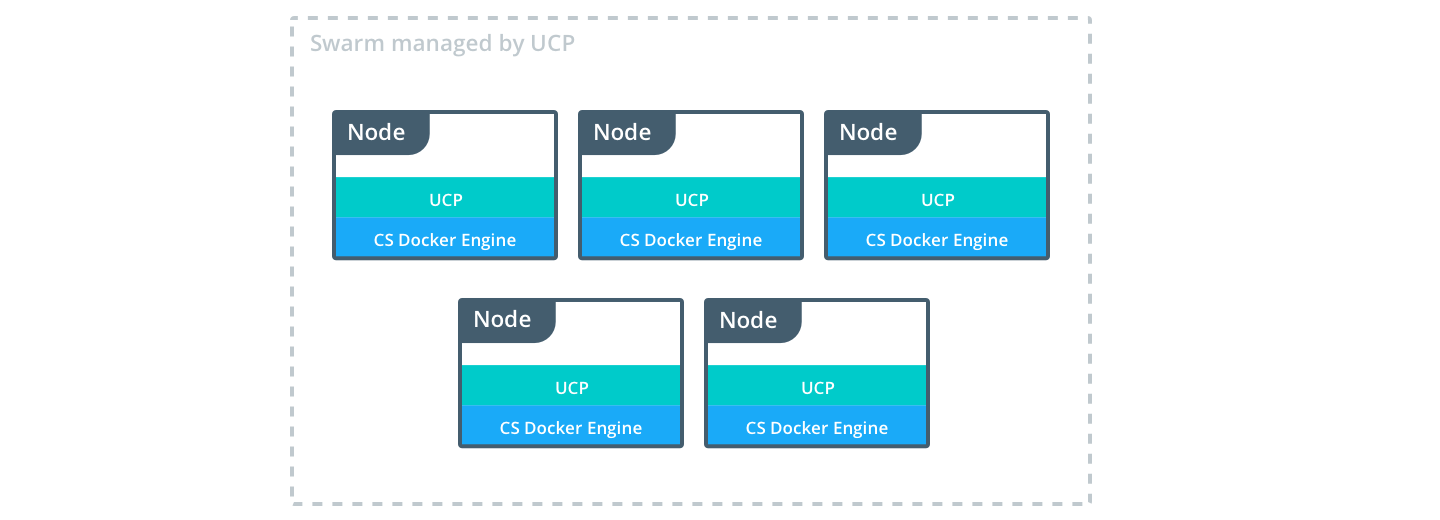 Swarm managed by UCP
Node
Node
Node
UCP
UCP
UCP
CS Docker Engine
CS Docker Engine
CS Docker Engine
Node
Node
UCP
UCP
CS Docker Engine
CS Docker Engine